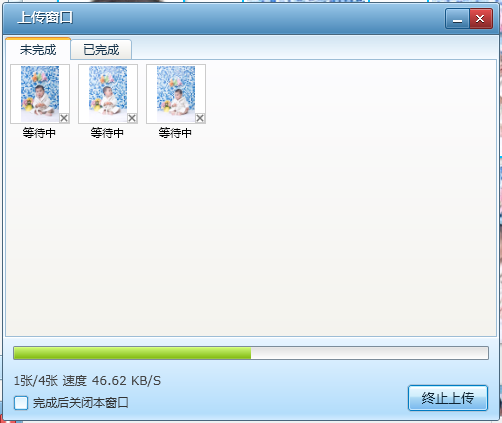 上传窗口
未完成 已完成
等待中 等待中 等待中
1张/4张 速度 46.62 KB/S
完成后关闭本窗口
终止上传